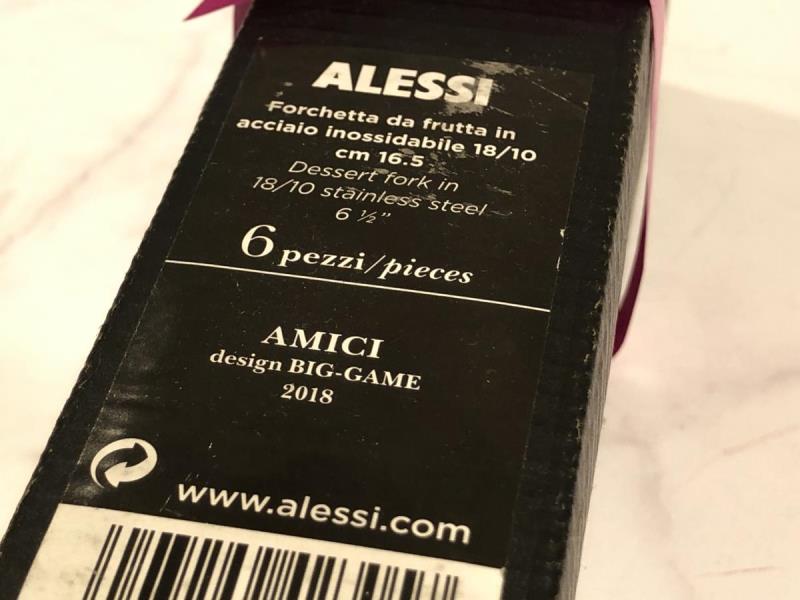 ALESSI
Forchetta da frutta in
acciaio inossidabile 18/10
cm 16.5
Dessert fork in
18/10 stainless steel
6 ½”
6 pezzi/pieces
AMICI
design BIG-GAME
2018
www.alessi.com